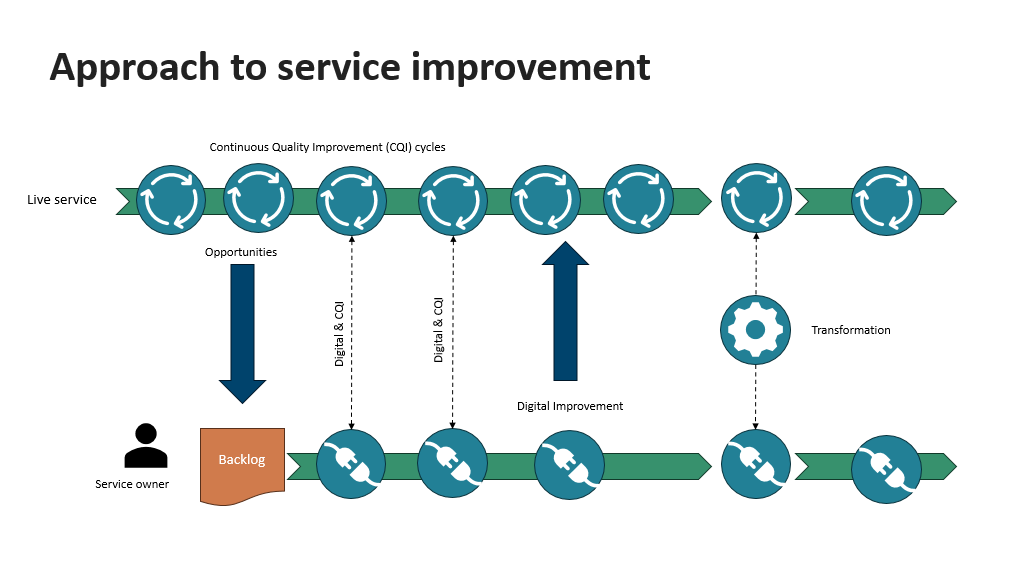 Approach to service improvement
Continuous Quality Improvement (CQI) cycles
Live service
Opportunities
Digital & CQI
Digital & CQI
Transformation
Digital Improvement
Backlog
Service owner